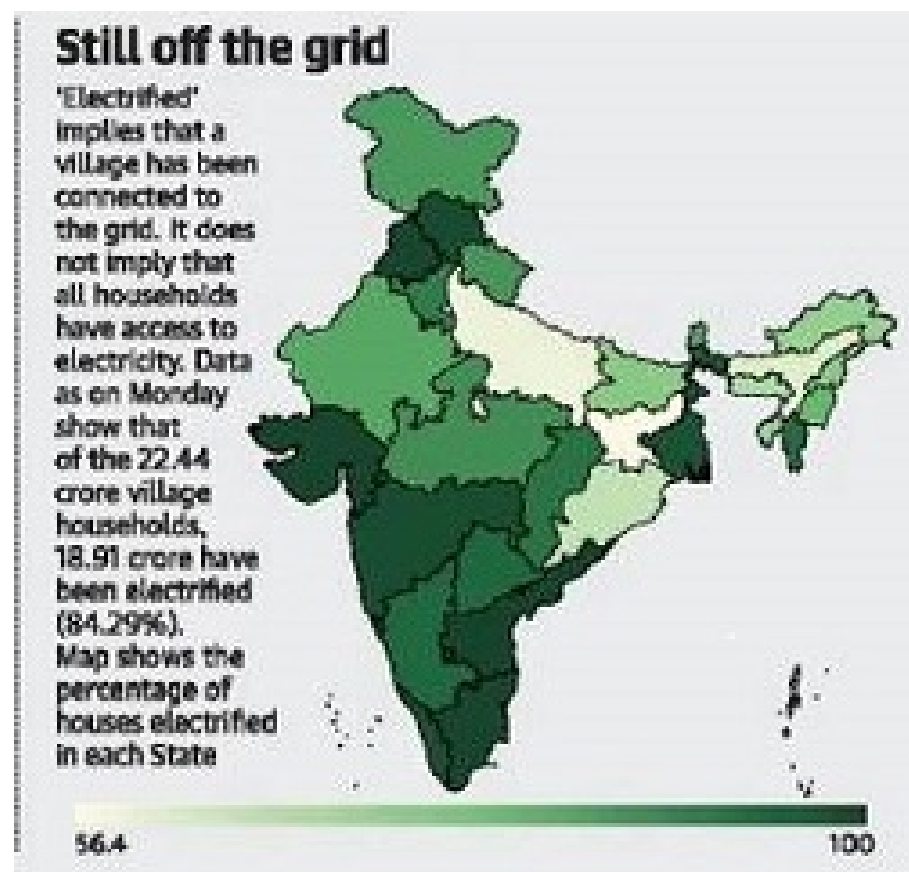 Still off the grid
'Electrified'
implies that a
village has been
connected to
the grid. It does
not imply that
all households
have access to
electricity. Data
as on Monday
show that
of the 22.44
crore village
households,
18.91 crore have
been electrified
(84.29%).
Map shows the
percentage of
houses electrified
in each State
56.4
100